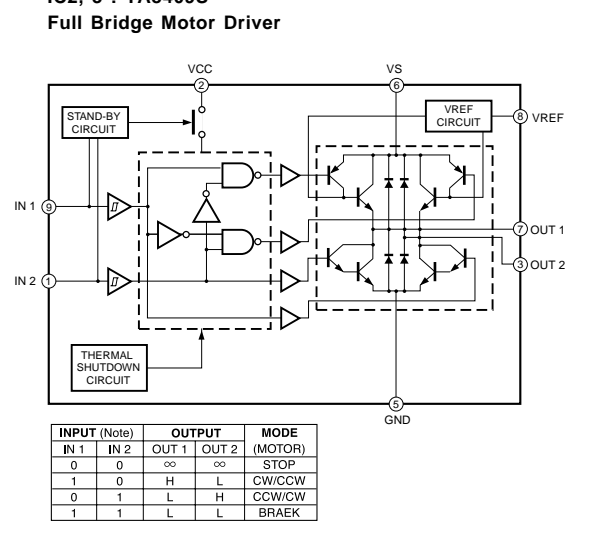 Full Bridge Motor Driver
VCC
VS
2
6
STAND-BY
CIRCUIT
VREF
CIRCUIT
8 VREF
IN 1 9
7 OUT 1
IN 2 1
3 OUT 2
THERMAL
SHUTDOWN
CIRCUIT
5
GND
INPUT (Note) OUTPUT MODE
IN 1 IN 2 OUT 1 OUT 2 (MOTOR)
0 0 ∞ ∞ STOP
1 0 H L CW/CCW
0 1 L H CCW/CW
1 1 L L BRAEK